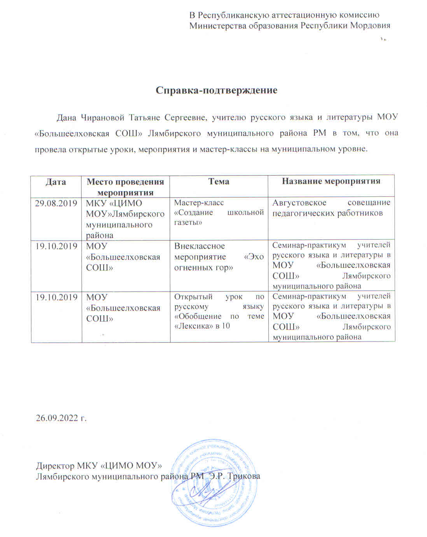 В Республиканскую аттестационную комиссию
Министерства образования Республики Мордовия
Справка-подтверждение
Дана Чирановой Татьяне Сергеевне, учителю русского языка и литературы МОУ
«Большеелховская СОШ» Лямбирского муниципального района РМ в том, что она
провела открытые уроки, мероприятия и мастер-классы на муниципальном уровне.
Дата
Место проведения
мероприятия
Тема
Название мероприятия
29.08.2019
МКУ «ЦИМО
МОУ»Лямбирского
муниципального
района
Мастер-класс
«Создание школьной
газеты»
Августовское совещание
педагогических работников
19.10.2019
МОУ
«Большеелховская
СОШ»
Внеклассное
мероприятие «Эхо
огненных гор»
Семинар-практикум учителей
русского языка и литературы в
МОУ «Большеелховская
СОШ» Лямбирского
муниципального района
19.10.2019
МОУ
«Большеелховская
СОШ»
Открытый урок по
русскому языку
«Обобщение по теме
«Лексика» в 10
Семинар-практикум учителей
русского языка и литературы в
МОУ «Большеелховская
СОШ» Лямбирского
муниципального района
26.09.2022 г.
Директор МКУ «ЦИМО МОУ»
Лямбирского муниципального района РМ Э.Р. Трикова